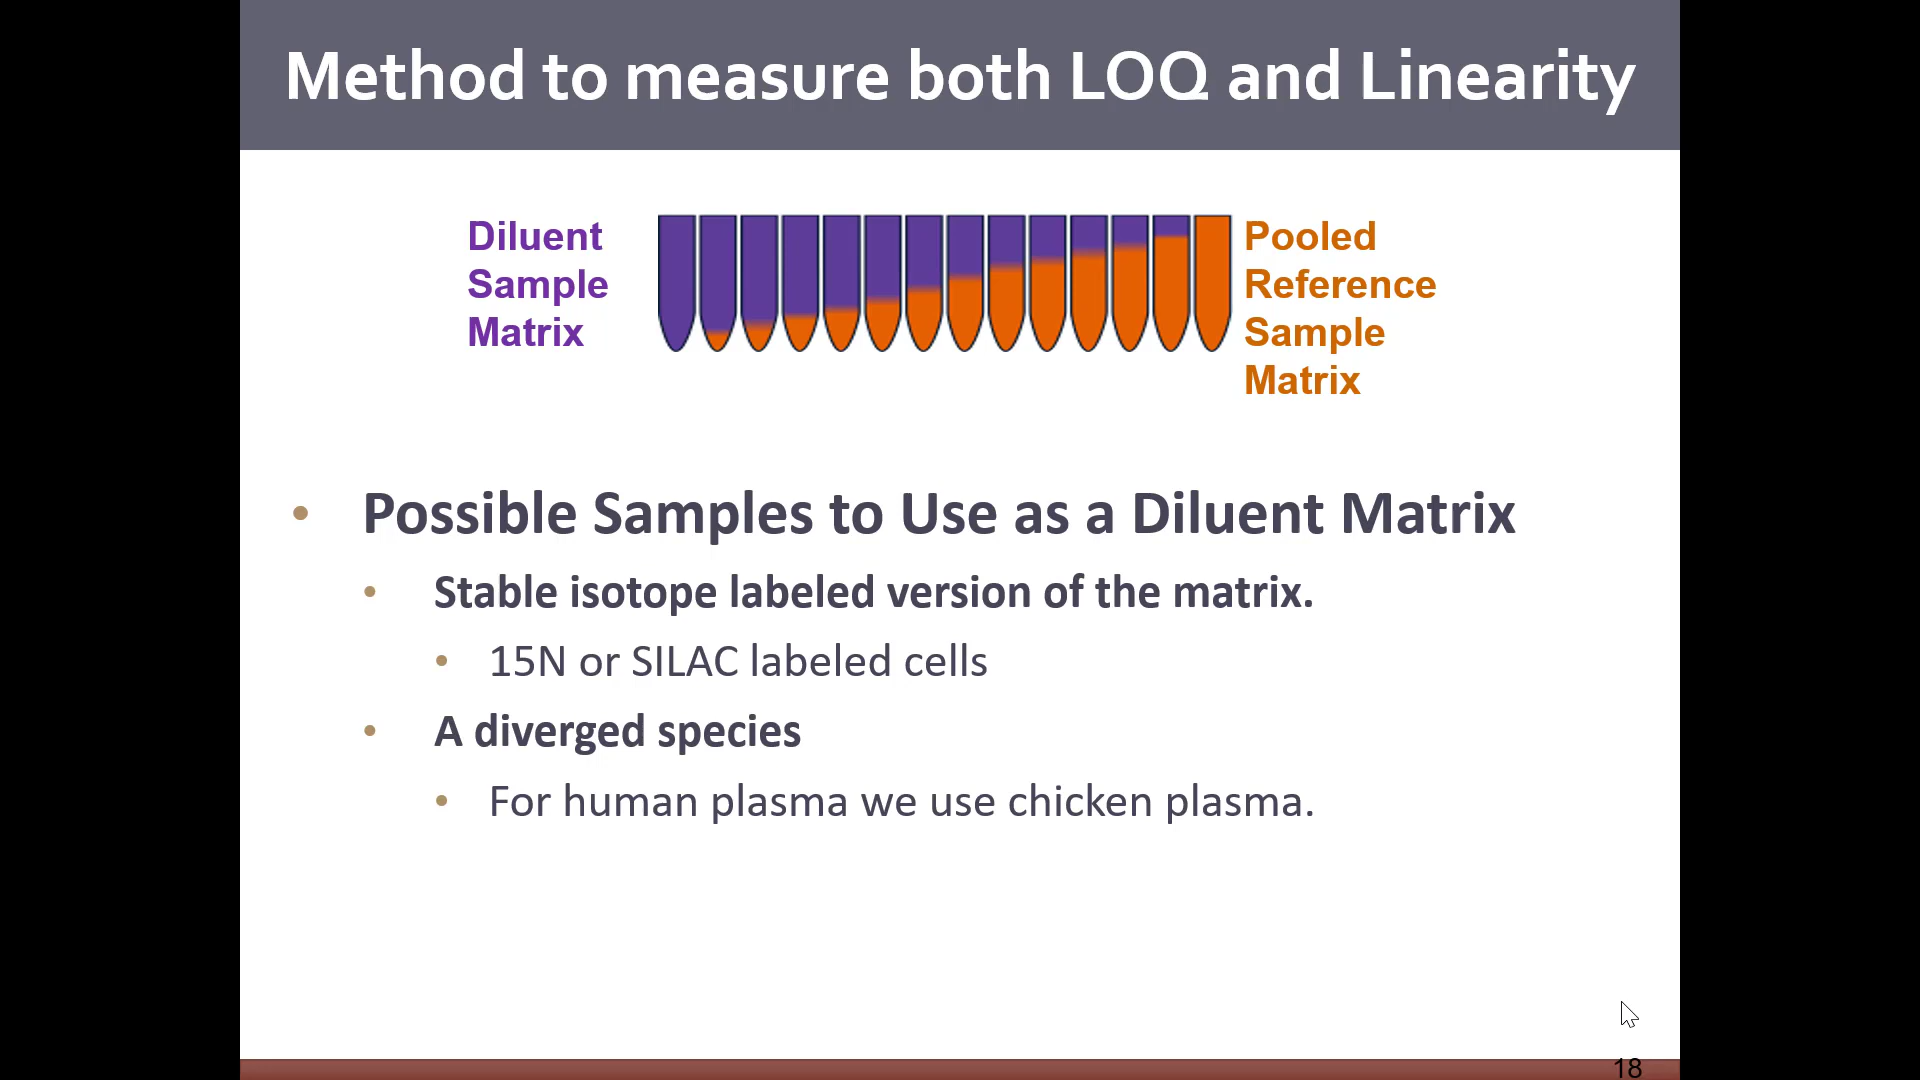 Method to measure both LOQ and Linearity
Diluent
Sample
Matrix
Pooled
Reference
Sample
Matrix
• Possible Samples to Use as a Diluent Matrix
• Stable isotope labeled version of the matrix.
• 15N or SILAC labeled cells
• A diverged species
• For human plasma we use chicken plasma.
18